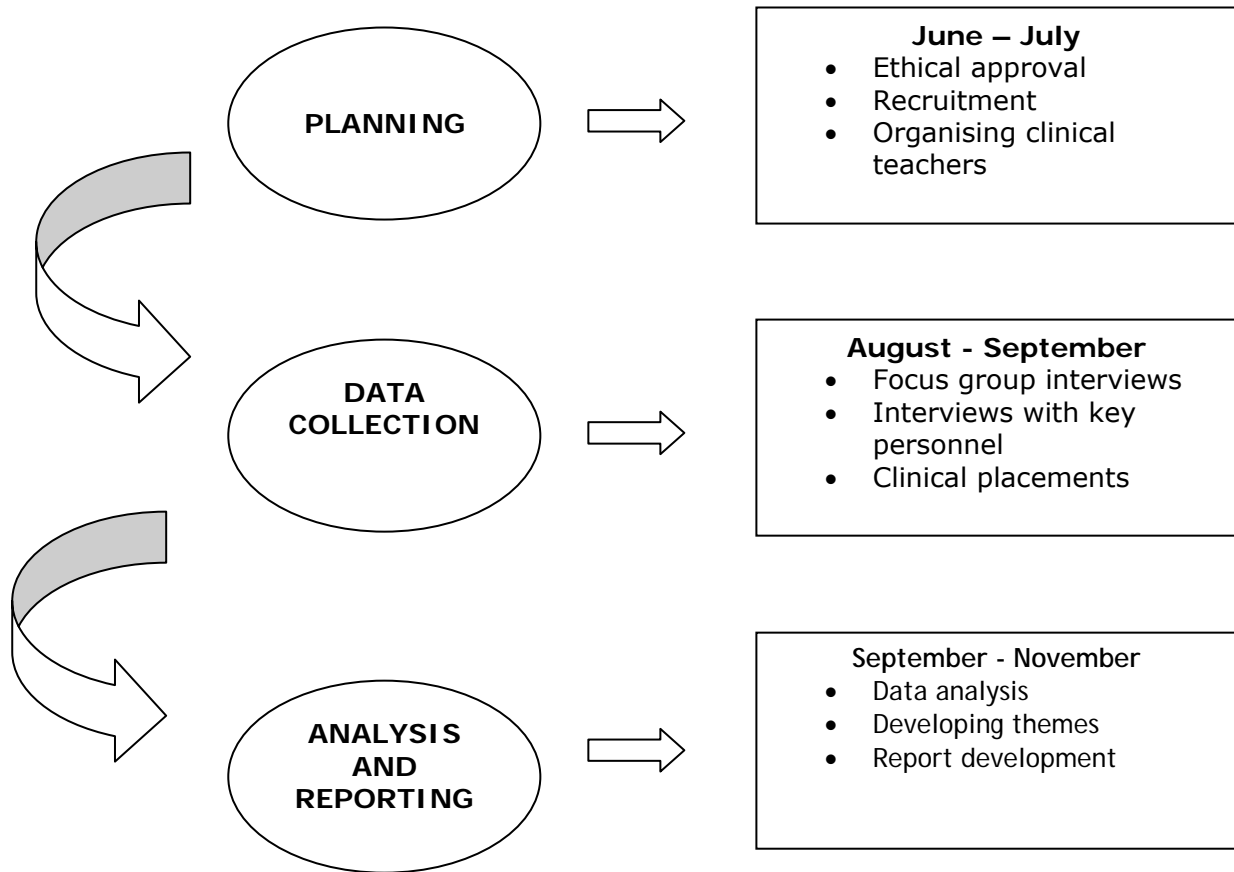 PLANNING
June – July
• Ethical approval
• Recruitment
• Organising clinical
teachers
DATA
COLLECTION
August - September
• Focus group interviews
• Interviews with key
personnel
• Clinical placements
ANALYSIS
AND
REPORTING
September - November
• Data analysis
• Developing themes
• Report development